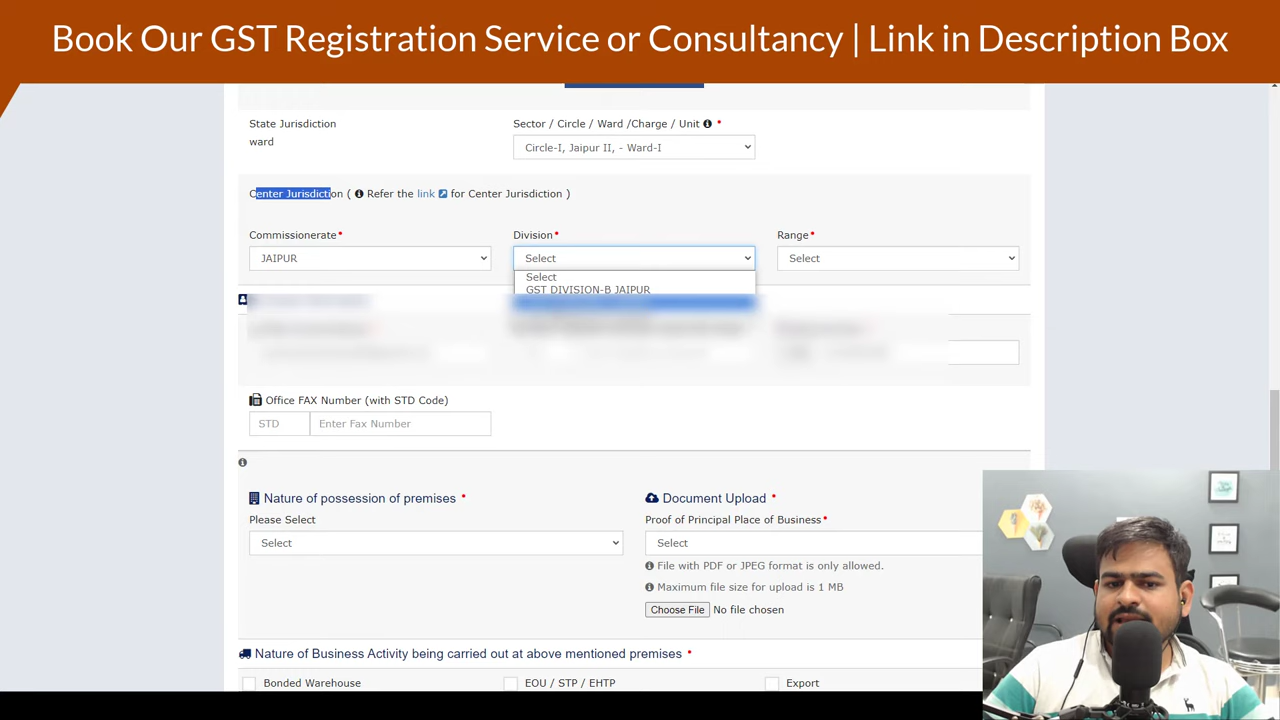 Book Our GST Registration Service or Consultancy | Link in Description Box
State Jurisdiction
Sector / Circle / Ward /Charge / Unit *
ward
Circle-I, Jaipur II, - Ward-I
Center Jurisdiction ( Refer the link for Center Jurisdiction )
Commissionerate*
Division*
Range*
JAIPUR
Select
Select
Select
GST DIVISION-B JAIPUR
Office FAX Number (with STD Code)
STD
Enter Fax Number
Nature of possession of premises *
Document Upload *
Please Select
Proof of Principal Place of Business*
Select
Select
File with PDF or JPEG format is only allowed.
Maximum file size for upload is 1 MB
Choose File No file chosen
Nature of Business Activity being carried out at above mentioned premises *
Bonded Warehouse
EOU / STP / EHTP
Export